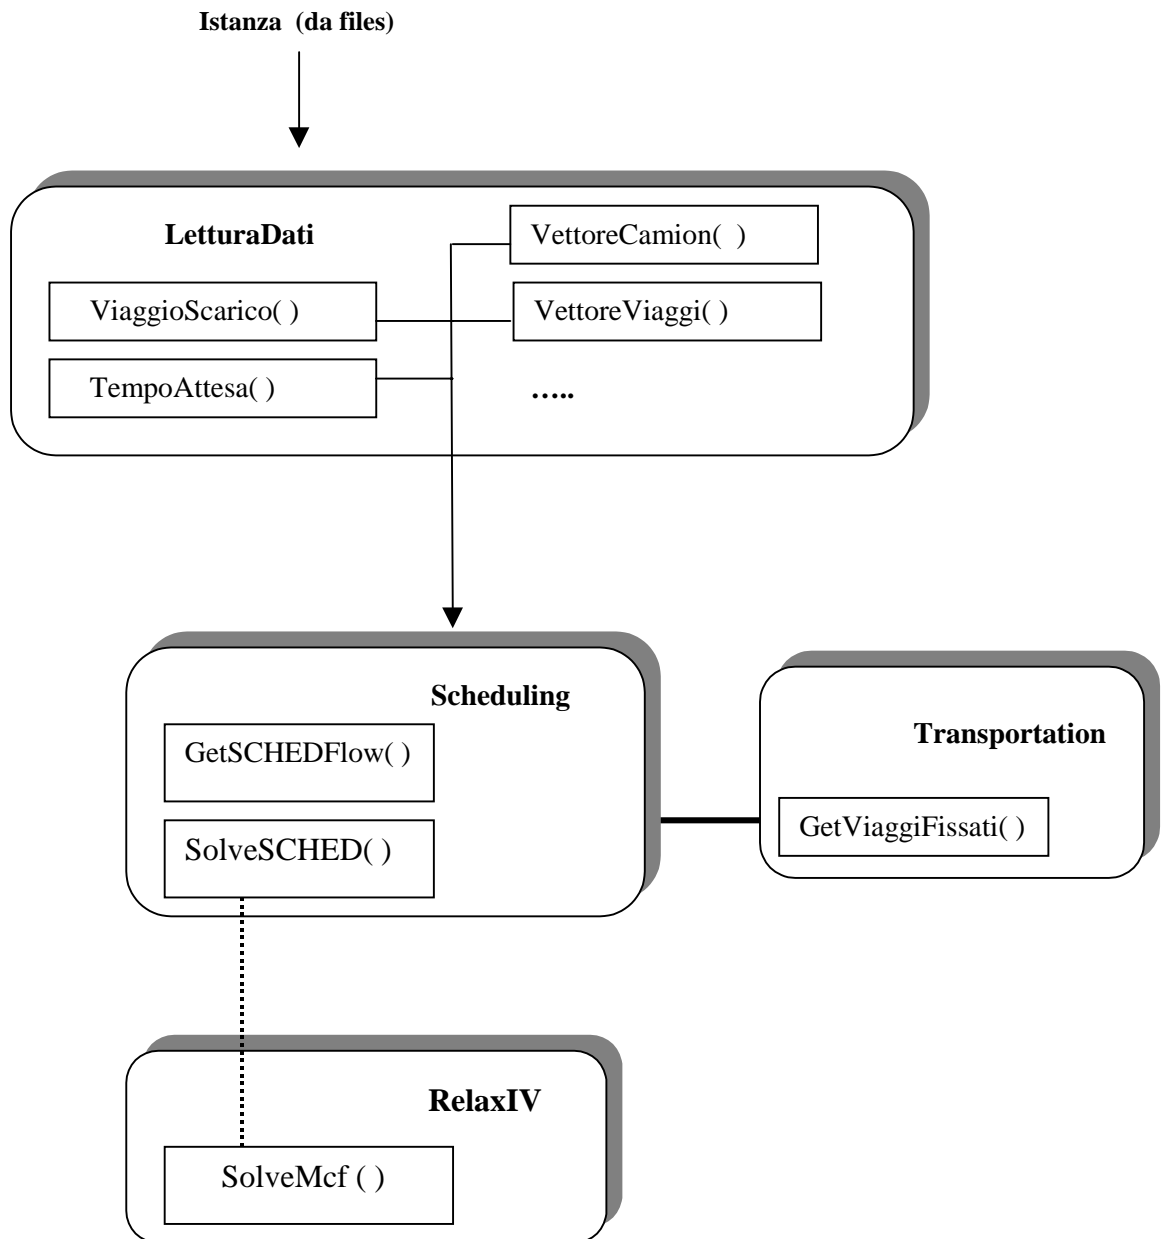 Istanza  (da files)
LetturaDati
VettoreCamion(  )
ViaggioScarico( )
VettoreViaggi( )
TempoAttesa( )
…..
Scheduling
GetSCHEDFlow( )
SolveSCHED( )
Transportation
GetViaggiFissati( )
RelaxIV
SolveMcf ( )